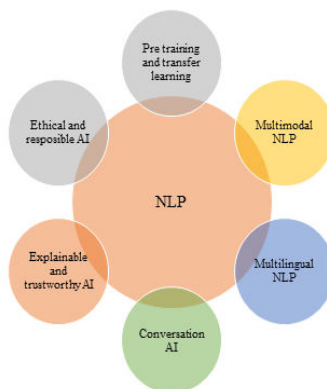 Pre training
and transfer
learning
Ethical and
resposible AI
Multimodal
NLP
NLP
Explainable
and
trustworthy AI
Multilingual
NLP
Conversation
AI